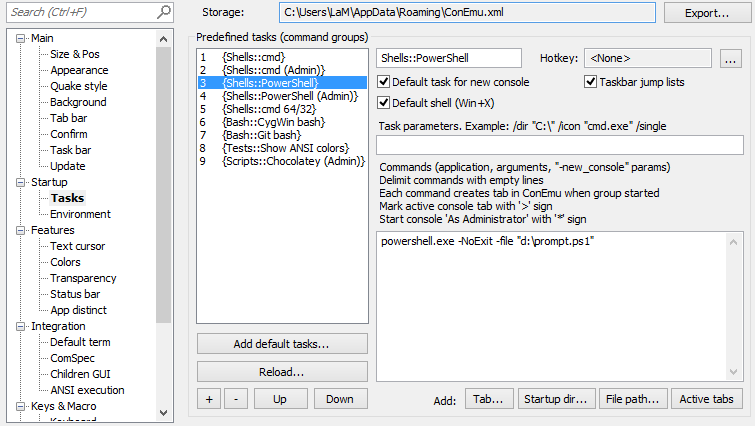 Search (Ctrl+F)
Storage:
C:\Users\LaM\AppData\Roaming\ConEmu.xml
Export...
Main
Size & Pos
Appearance
Quake style
Background
Tab bar
Confirm
Task bar
Update
Startup
Tasks
Environment
Features
Text cursor
Colors
Transparency
Status bar
App distinct
Integration
Default term
ComSpec
Children GUI
ANSI execution
Keys & Macro
Keyboard
Predefined tasks (command groups)
1 {Shells::cmd}
2 {Shells::cmd (Admin)}
3 {Shells::PowerShell}
4 {Shells::PowerShell (Admin)}
5 {Shells::cmd 64/32}
6 {Bash::CygWin bash}
7 {Bash::Git bash}
8 {Tests::Show ANSI colors}
9 {Scripts::Chocolatey (Admin)}
Add default tasks...
Reload...
+
-
Up
Down
Shells::PowerShell
Hotkey:
<None>
...
Default task for new console
Taskbar jump lists
Default shell (Win+X)
Task parameters. Example: /dir "C:\" /icon "cmd.exe" /single
Commands (application, arguments, "-new_console" params)
Delimit commands with empty lines
Each command creates tab in ConEmu when group started
Mark active console tab with '>' sign
Start console 'As Administrator' with '*' sign
powershell.exe -NoExit -file "d:\prompt.ps1"
Add:
Tab...
Startup dir...
File path...
Active tabs